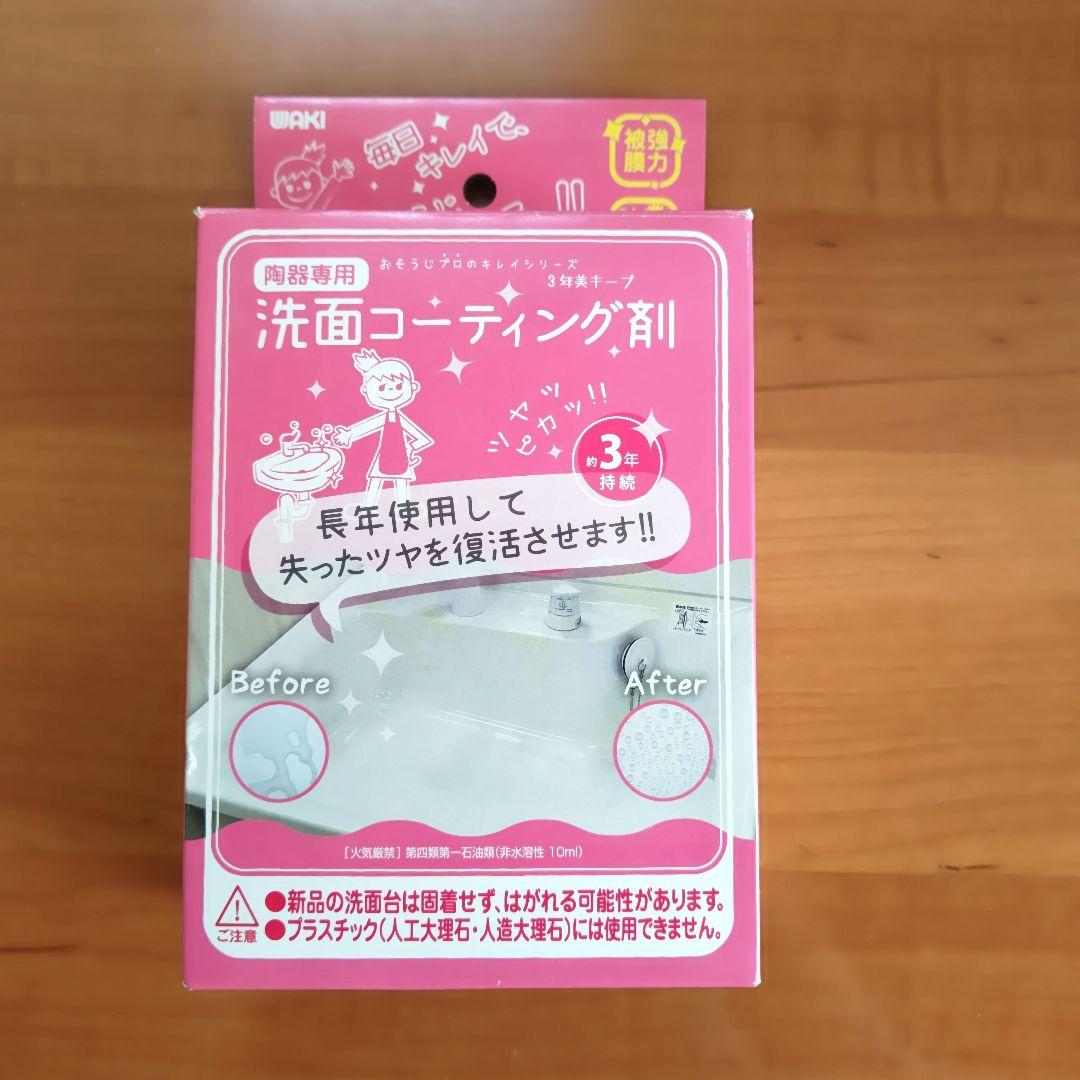 WAKI
毎日
キレイで、
強力
被膜
おそうじプロのキレイシリーズ
陶器専用
3年美キープ
洗面コーティング剤
ツヤッ
ピカッ!!
約3年
持続
長年使用して
失ったツヤを復活させます!!
Before
After
[火気厳禁] 第四類第一石油類(非水溶性 10ml)
ご注意
●新品の洗面台は固着せず、はがれる可能性があります。
●プラスチック(人工大理石・人造大理石)には使用できません。